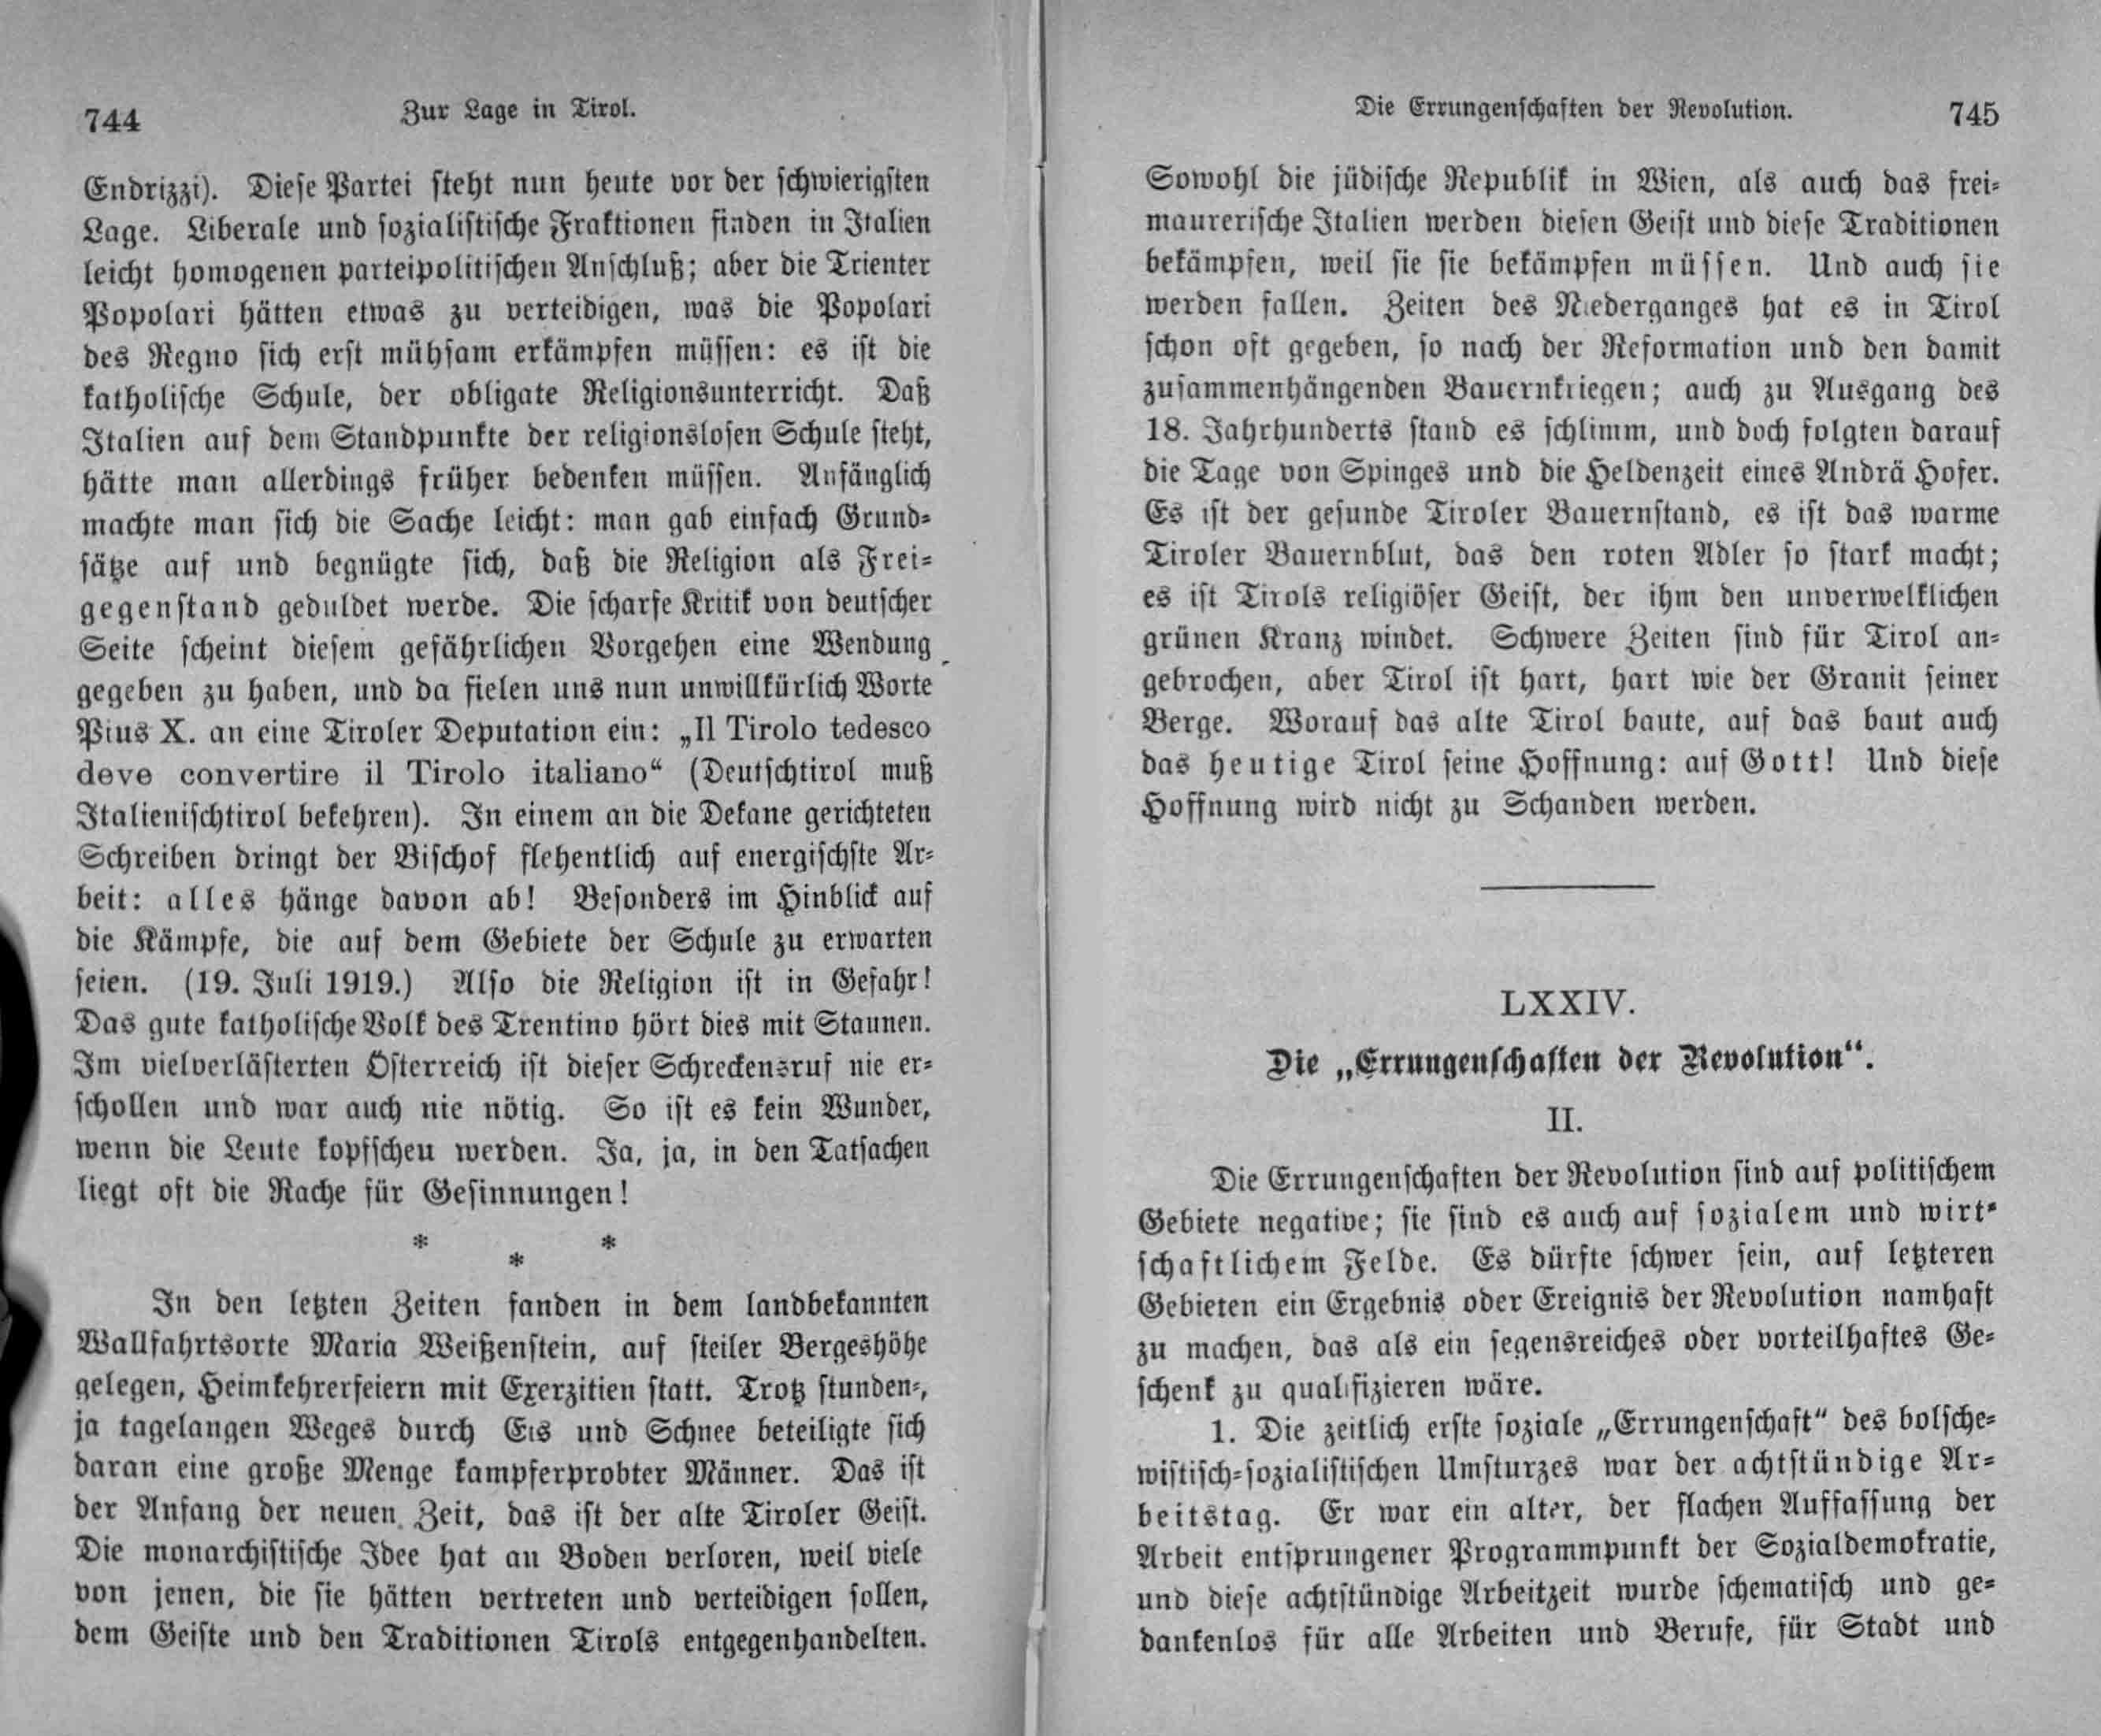 744
Zur Lage in Tirol.
Endrizzi). Diese Partei steht nun heute vor der schwierigsten
Lage. Liberale und sozialistische Fraktionen finden in Italien
leicht homogenen parteipolitischen Anschluß; aber die Trienter
Popolari hätten etwas zu verteidigen, was die Popolari
des Regno sich erst mühsam erkämpfen müssen: es ist die
katholische Schule, der obligate Religionsunterricht. Daß
Italien auf dem Standpunkte der religionslosen Schule steht,
hätte man allerdings früher bedenken müssen. Anfänglich
machte man sich die Sache leicht: man gab einfach Grund-
sätze auf und begnügte sich, daß die Religion als Frei-
gegenstand geduldet werde. Die scharfe Kritik von deutscher
Seite scheint diesem gefährlichen Vorgehen eine Wendung
gegeben zu haben, und da fielen uns nun unwillkürlich Worte
Pius X. an eine Tiroler Deputation ein: „Il Tirolo tedesco
deve convertire il Tirolo italiano“ (Deutschtirol muß
Italienischtirol bekehren). In einem an die Dekane gerichteten
Schreiben dringt der Bischof flehentlich auf energischste Ar-
beit: alles hänge davon ab! Besonders im Hinblick auf
die Kämpfe, die auf dem Gebiete der Schule zu erwarten
seien. (19. Juli 1919.) Also die Religion ist in Gefahr!
Das gute katholische Volk des Trentino hört dies mit Staunen.
Im vielverlästerten Österreich ist dieser Schreckensruf nie er-
schollen und war auch nie nötig. So ist es kein Wunder,
wenn die Leute kopfscheu werden. Ja, ja, in den Tatsachen
liegt oft die Rache für Gesinnungen!
* * *
In den letzten Zeiten fanden in dem landbekannten
Wallfahrtsorte Maria Weißenstein, auf steiler Bergeshöhe
gelegen, Heimkehrerfeiern mit Exerzitien statt. Trotz stunden-,
ja tagelangen Weges durch Eis und Schnee beteiligte sich
daran eine große Menge kampferprobter Männer. Das ist
der Anfang der neuen Zeit, das ist der alte Tiroler Geist.
Die monarchistische Idee hat an Boden verloren, weil viele
von jenen, die sie hätten vertreten und verteidigen sollen,
dem Geiste und den Traditionen Tirols entgegenhandelten.
Die Errungenschaften der Revolution.
745
Sowohl die jüdische Republik in Wien, als auch das frei-
maurerische Italien werden diesen Geist und diese Traditionen
bekämpfen, weil sie sie bekämpfen müssen. Und auch sie
werden fallen. Zeiten des Niederganges hat es in Tirol
schon oft gegeben, so nach der Reformation und den damit
zusammenhängenden Bauernkriegen; auch zu Ausgang des
18. Jahrhunderts stand es schlimm, und doch folgten darauf
die Tage von Spinges und die Heldenzeit eines Andrä Hofer.
Es ist der gesunde Tiroler Bauernstand, es ist das warme
Tiroler Bauernblut, das den roten Adler so stark macht;
es ist Tirols religiöser Geist, der ihm den unverwelklichen
grünen Kranz windet. Schwere Zeiten sind für Tirol an-
gebrochen, aber Tirol ist hart, hart wie der Granit seiner
Berge. Worauf das alte Tirol baute, auf das baut auch
das heutige Tirol seine Hoffnung: auf Gott! Und diese
Hoffnung wird nicht zu Schanden werden.
LXXIV.
Die „Errungenschaften der Revolution“.
II.
Die Errungenschaften der Revolution sind auf politischem
Gebiete negative; sie sind es auch auf sozialem und wirt-
schaftlichem Felde. Es dürfte schwer sein, auf letzteren
Gebieten ein Ergebnis oder Ereignis der Revolution namhaft
zu machen, das als ein segensreiches oder vorteilhaftes Ge-
schenk zu qualifizieren wäre.
1. Die zeitlich erste soziale „Errungenschaft“ des bolsche-
wistisch-sozialistischen Umsturzes war der achtstündige Ar-
beitstag. Er war ein alter, der flachen Auffassung der
Arbeit entsprungener Programmpunkt der Sozialdemokratie,
und diese achtstündige Arbeitzeit wurde schematisch und ge-
dankenlos für alle Arbeiten und Berufe, für Stadt und